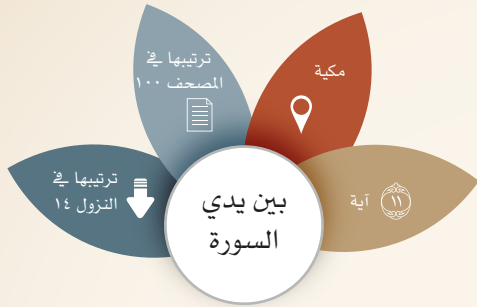 بين يدي
السورة
١١ آية
مكية
ترتيبها في
المصحف ١٠٠
ترتيبها في
النزول ١٤